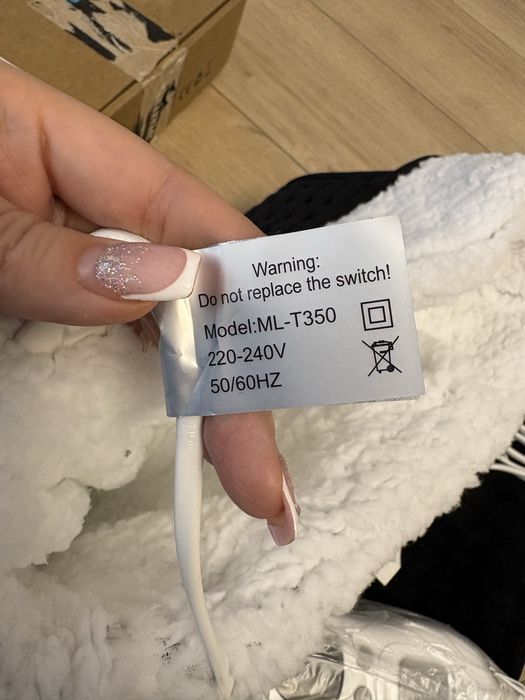 Warning:
Do not replace the switch!
Model:ML-T350
220-240V
50/60HZ